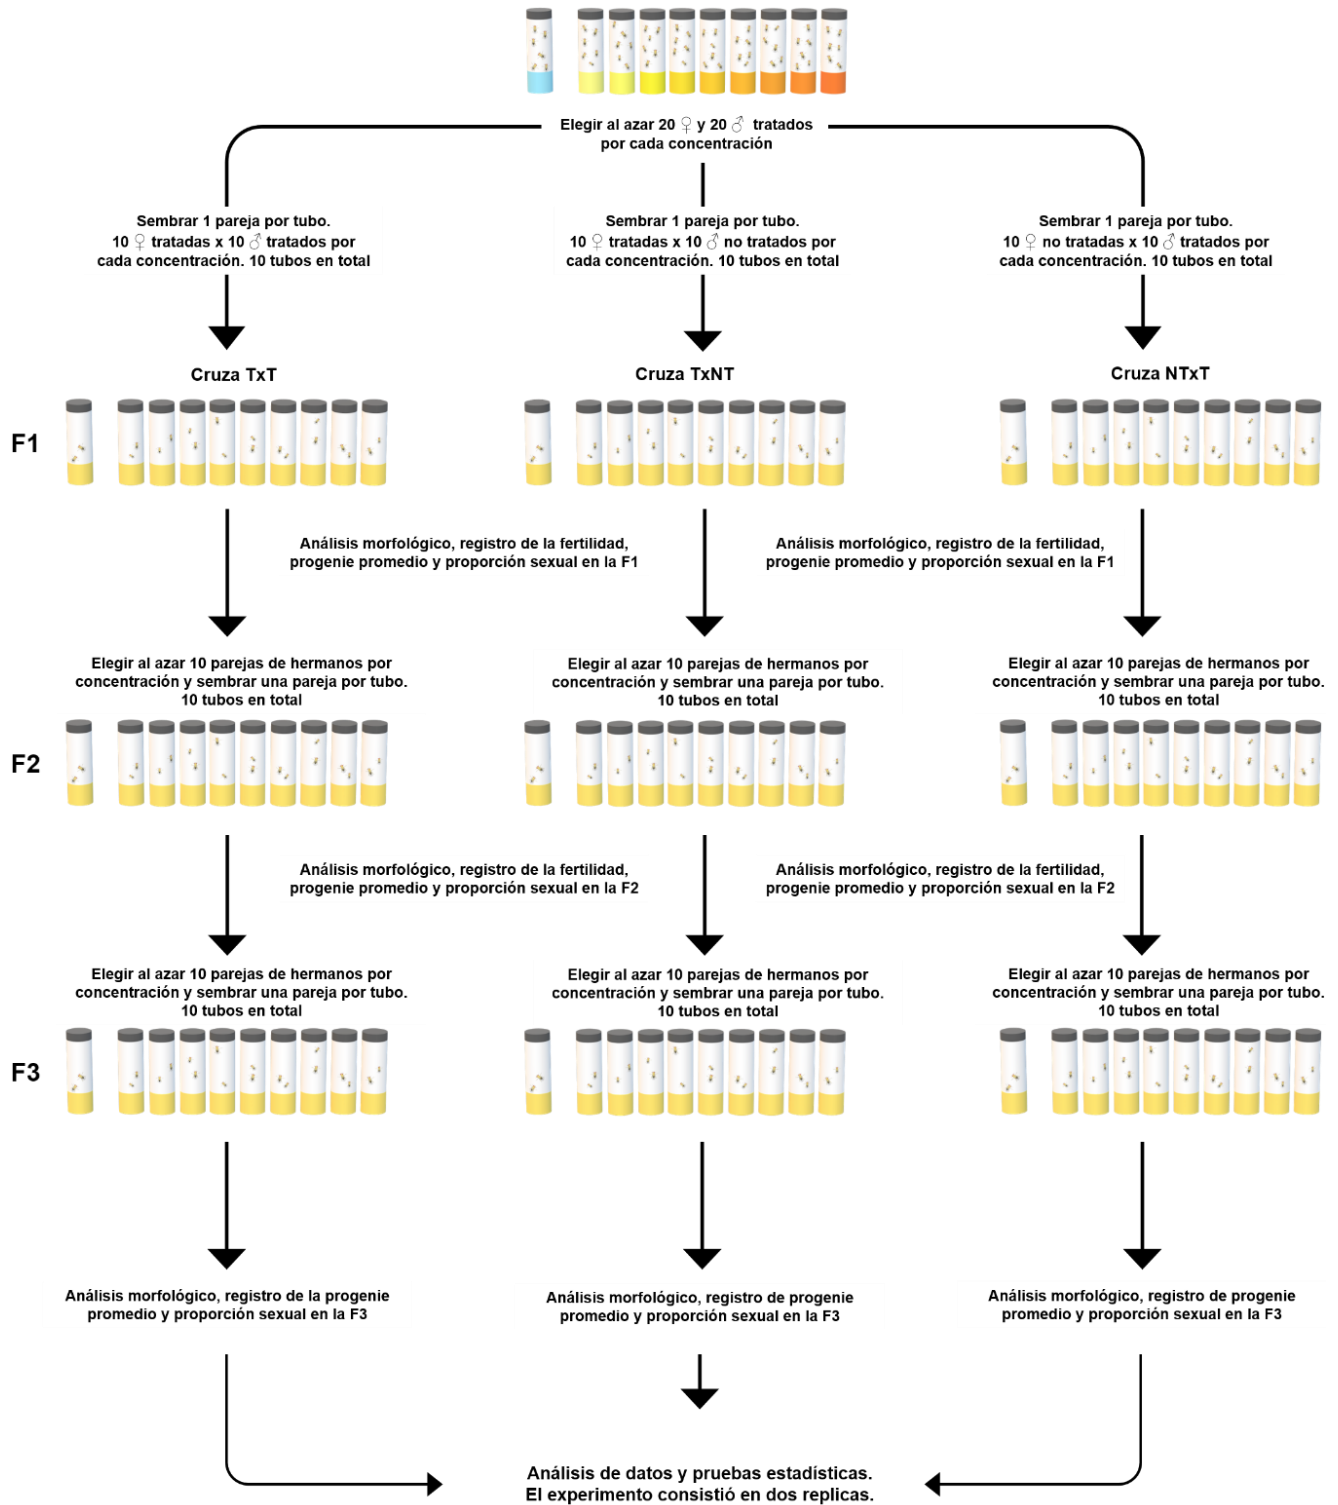 Elegir al azar 20 ♀ y 20 ♂ tratados
por cada concentración
Sembrar 1 pareja por tubo.
10 ♀ tratadas x 10 ♂ tratados por
cada concentración. 10 tubos en total
Sembrar 1 pareja por tubo.
10 ♀ tratadas x 10 ♂ no tratados por
cada concentración. 10 tubos en total
Sembrar 1 pareja por tubo.
10 ♀ no tratadas x 10 ♂ tratados por
cada concentración. 10 tubos en total
Cruza TxT
Cruza TxNT
Cruza NTxT
F1
Análisis morfológico, registro de la fertilidad,
progenie promedio y proporción sexual en la F1
Análisis morfológico, registro de la fertilidad,
progenie promedio y proporción sexual en la F1
Elegir al azar 10 parejas de hermanos por
concentración y sembrar una pareja por tubo.
10 tubos en total
Elegir al azar 10 parejas de hermanos por
concentración y sembrar una pareja por tubo.
10 tubos en total
Elegir al azar 10 parejas de hermanos por
concentración y sembrar una pareja por tubo.
10 tubos en total
F2
Análisis morfológico, registro de la fertilidad,
progenie promedio y proporción sexual en la F2
Análisis morfológico, registro de la fertilidad,
progenie promedio y proporción sexual en la F2
Elegir al azar 10 parejas de hermanos por
concentración y sembrar una pareja por tubo.
10 tubos en total
Elegir al azar 10 parejas de hermanos por
concentración y sembrar una pareja por tubo.
10 tubos en total
Elegir al azar 10 parejas de hermanos por
concentración y sembrar una pareja por tubo.
10 tubos en total
F3
Análisis morfológico, registro de la progenie
promedio y proporción sexual en la F3
Análisis morfológico, registro de progenie
promedio y proporción sexual en la F3
Análisis morfológico, registro de progenie
promedio y proporción sexual en la F3
Análisis de datos y pruebas estadísticas.
El experimento consistió en dos replicas.